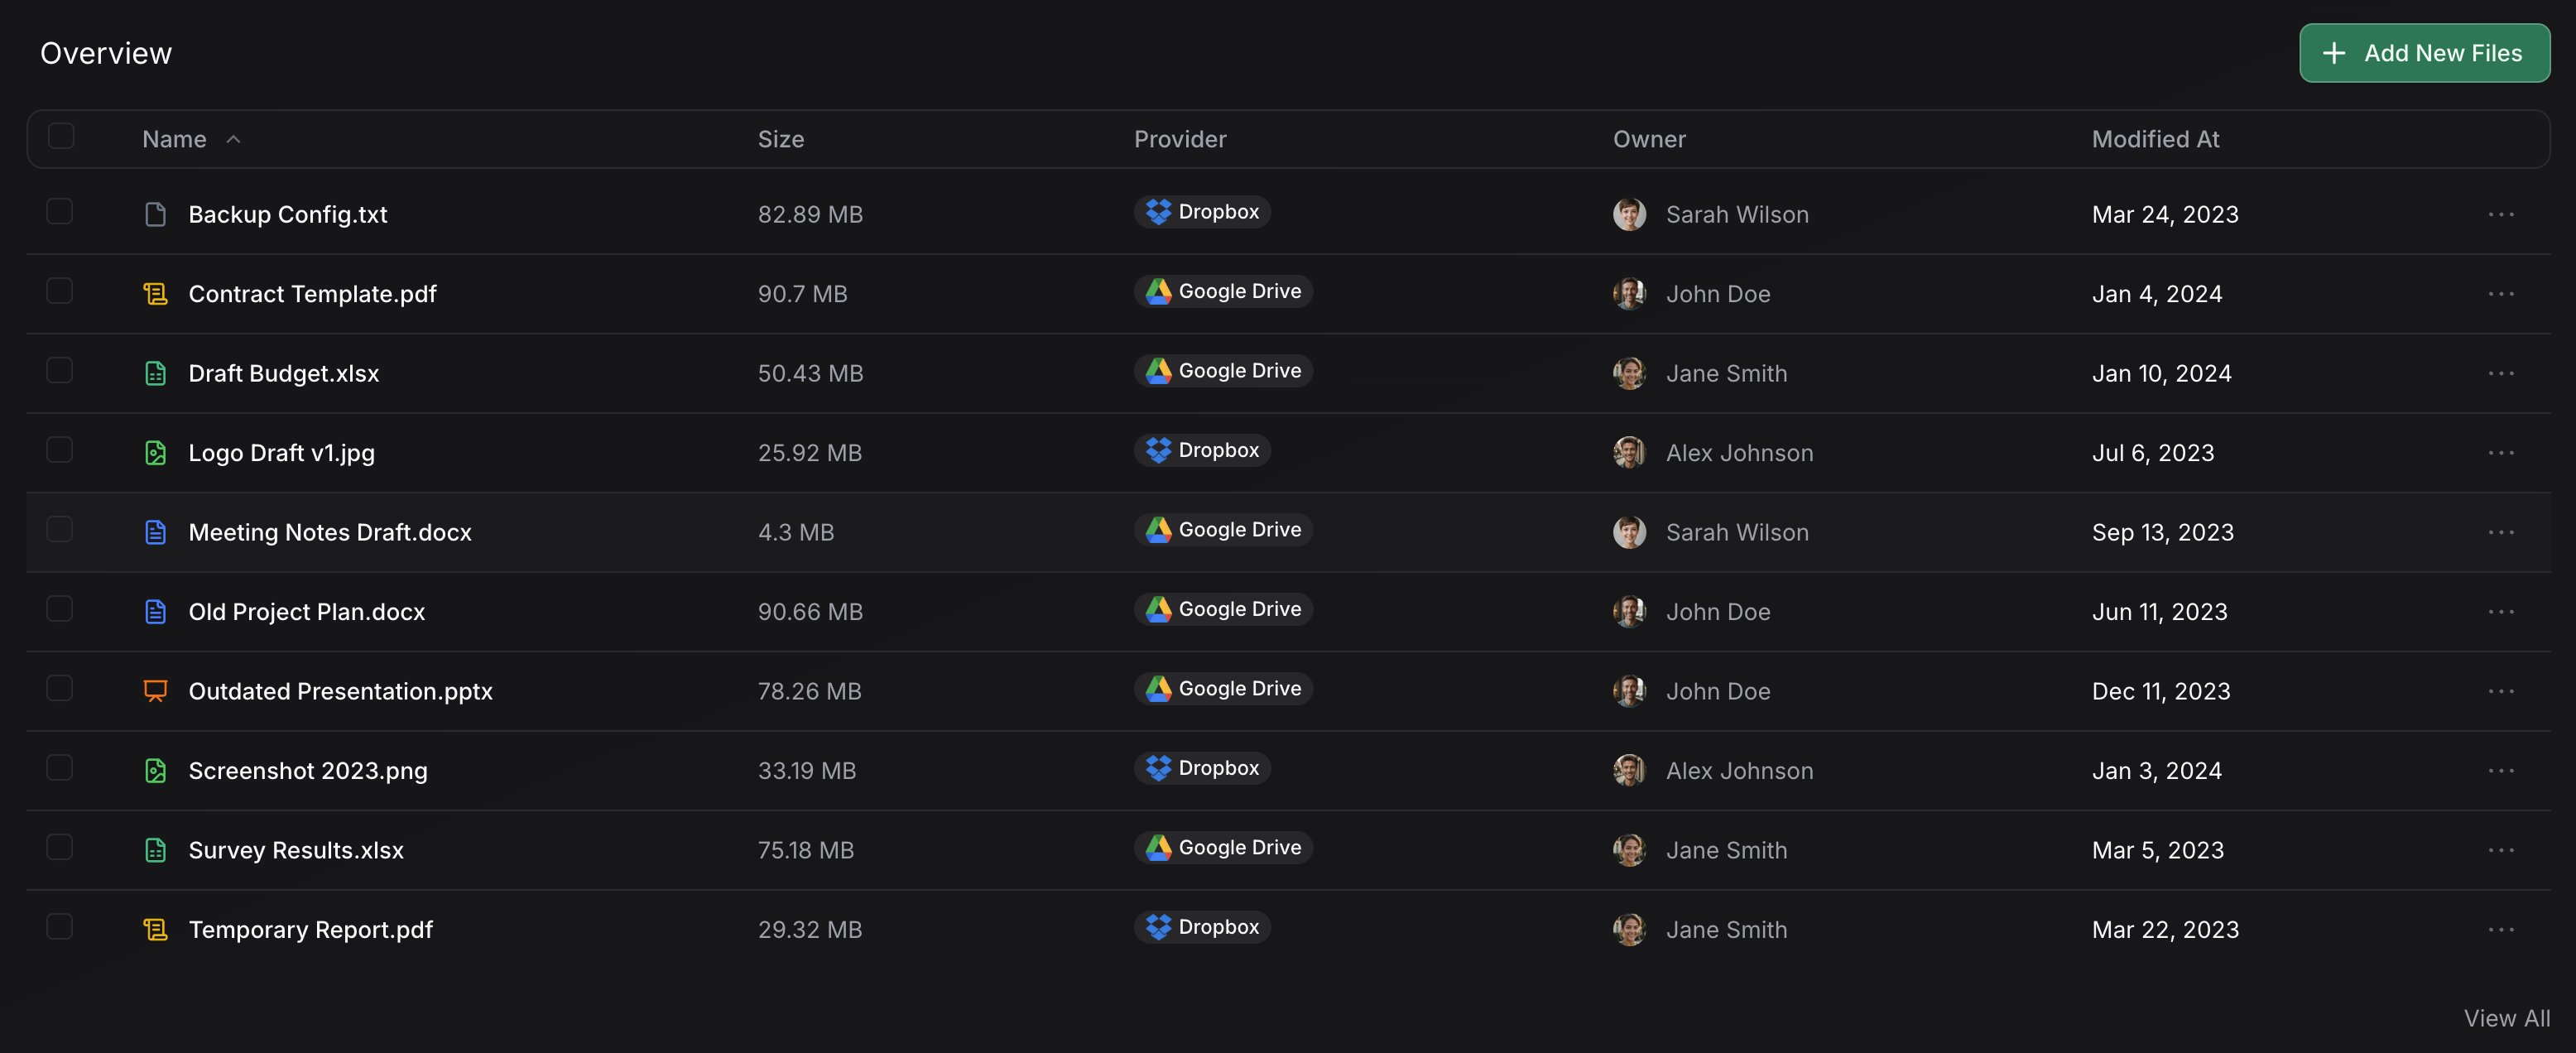 Overview
Add New Files
Name Size Provider Owner Modified At
Backup Config.txt 82.89 MB Dropbox Sarah Wilson Mar 24, 2023
Contract Template.pdf 90.7 MB Google Drive John Doe Jan 4, 2024
Draft Budget.xlsx 50.43 MB Google Drive Jane Smith Jan 10, 2024
Logo Draft v1.jpg 25.92 MB Dropbox Alex Johnson Jul 6, 2023
Meeting Notes Draft.docx 4.3 MB Google Drive Sarah Wilson Sep 13, 2023
Old Project Plan.docx 90.66 MB Google Drive John Doe Jun 11, 2023
Outdated Presentation.pptx 78.26 MB Google Drive John Doe Dec 11, 2023
Screenshot 2023.png 33.19 MB Dropbox Alex Johnson Jan 3, 2024
Survey Results.xlsx 75.18 MB Google Drive Jane Smith Mar 5, 2023
Temporary Report.pdf 29.32 MB Dropbox Jane Smith Mar 22, 2023
View All